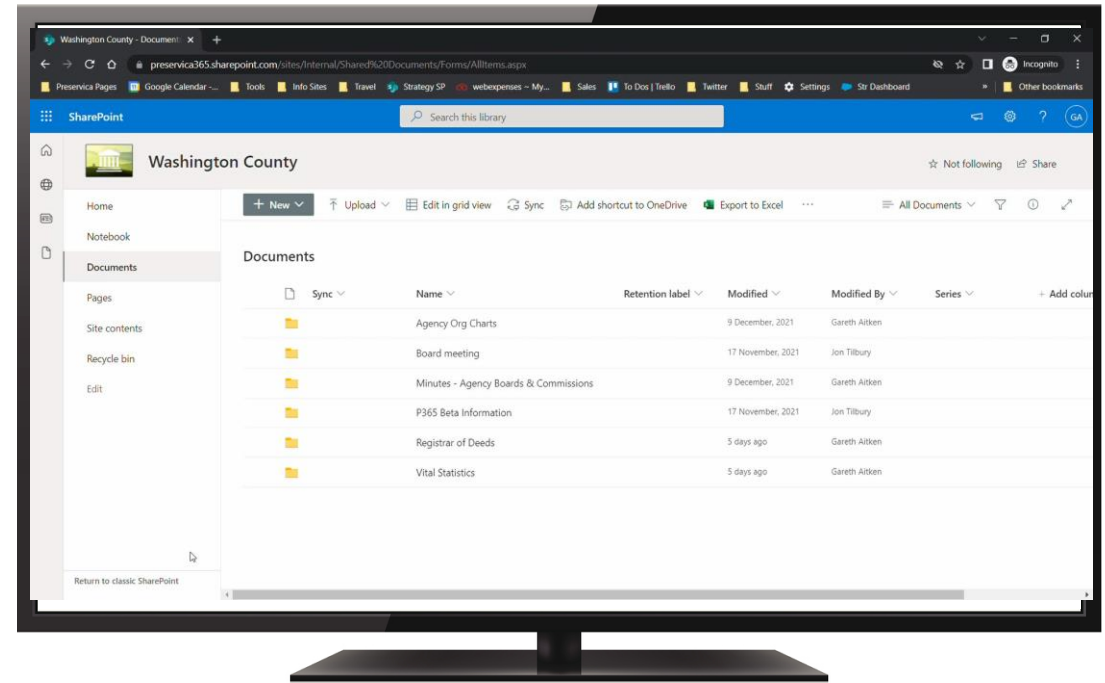 Washington County - Document: × +
preservica365.sharepoint.com/sites/Internal/Shared%20Documents/Forms/AllItems.aspx Incognito
Preservica Pages Google Calendar -... Tools Info Sites Travel Strategy SP webexpenses – My... Sales To Dos | Trello Twitter Stuff Settings Str Dashboard » Other bookmarks
SharePoint Search this library ? GA
Washington County Not following Share
Home
Notebook
Documents
Pages
Site contents
Recycle bin
Edit
Return to classic SharePoint
+ New Upload Edit in grid view Sync Add shortcut to OneDrive Export to Excel ··· All Documents
Documents
Sync Name Retention label Modified Modified By Series + Add colur
Agency Org Charts 9 December, 2021 Gareth Aitken
Board meeting 17 November, 2021 Jon Tilbury
Minutes - Agency Boards & Commissions 9 December, 2021 Gareth Aitken
P365 Beta Information 17 November, 2021 Jon Tilbury
Registrar of Deeds 5 days ago Gareth Aitken
Vital Statistics 5 days ago Gareth Aitken